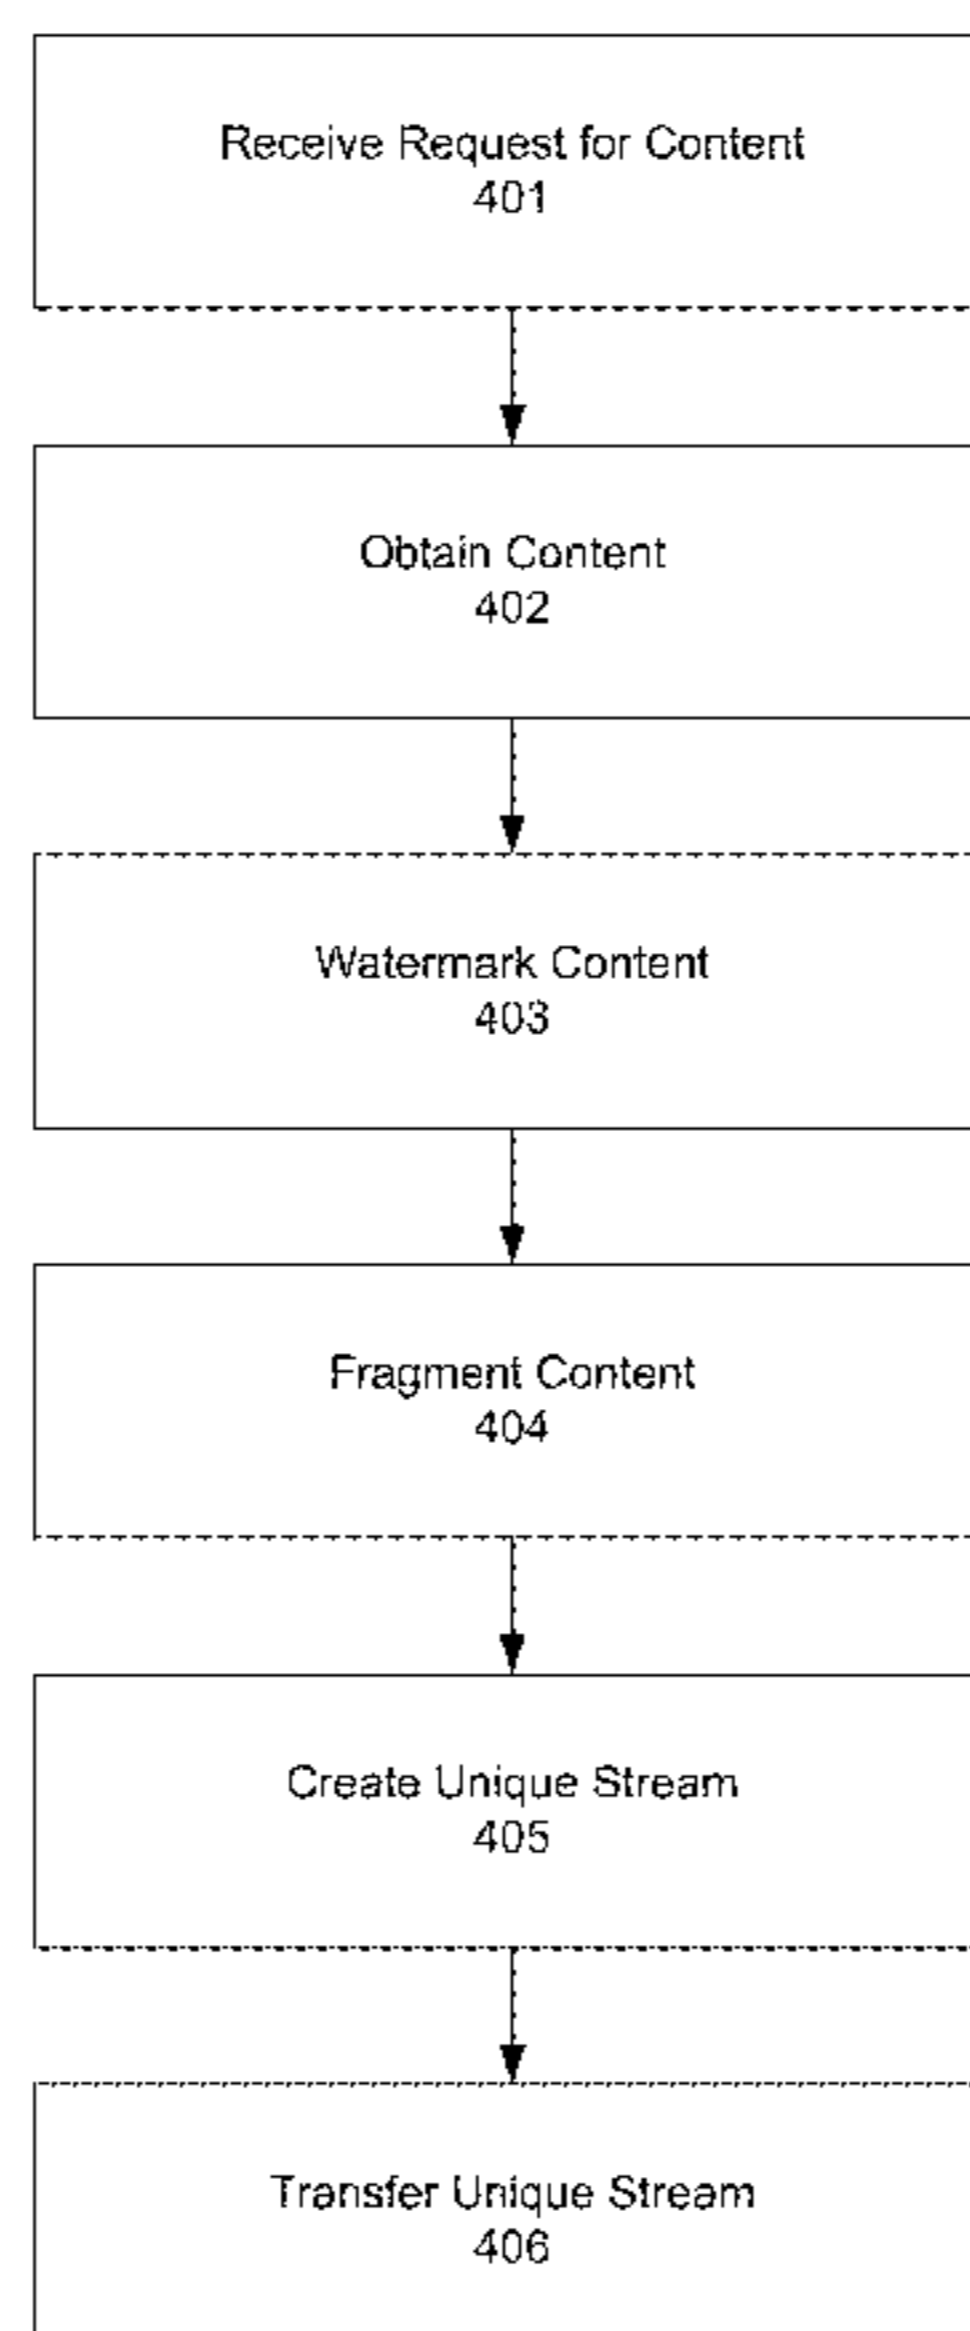 Receive Request for Content
401
Obtain Content
402
Watermark Content
403
Fragment Content
404
Create Unique Stream
405
Transfer Unique Stream
406